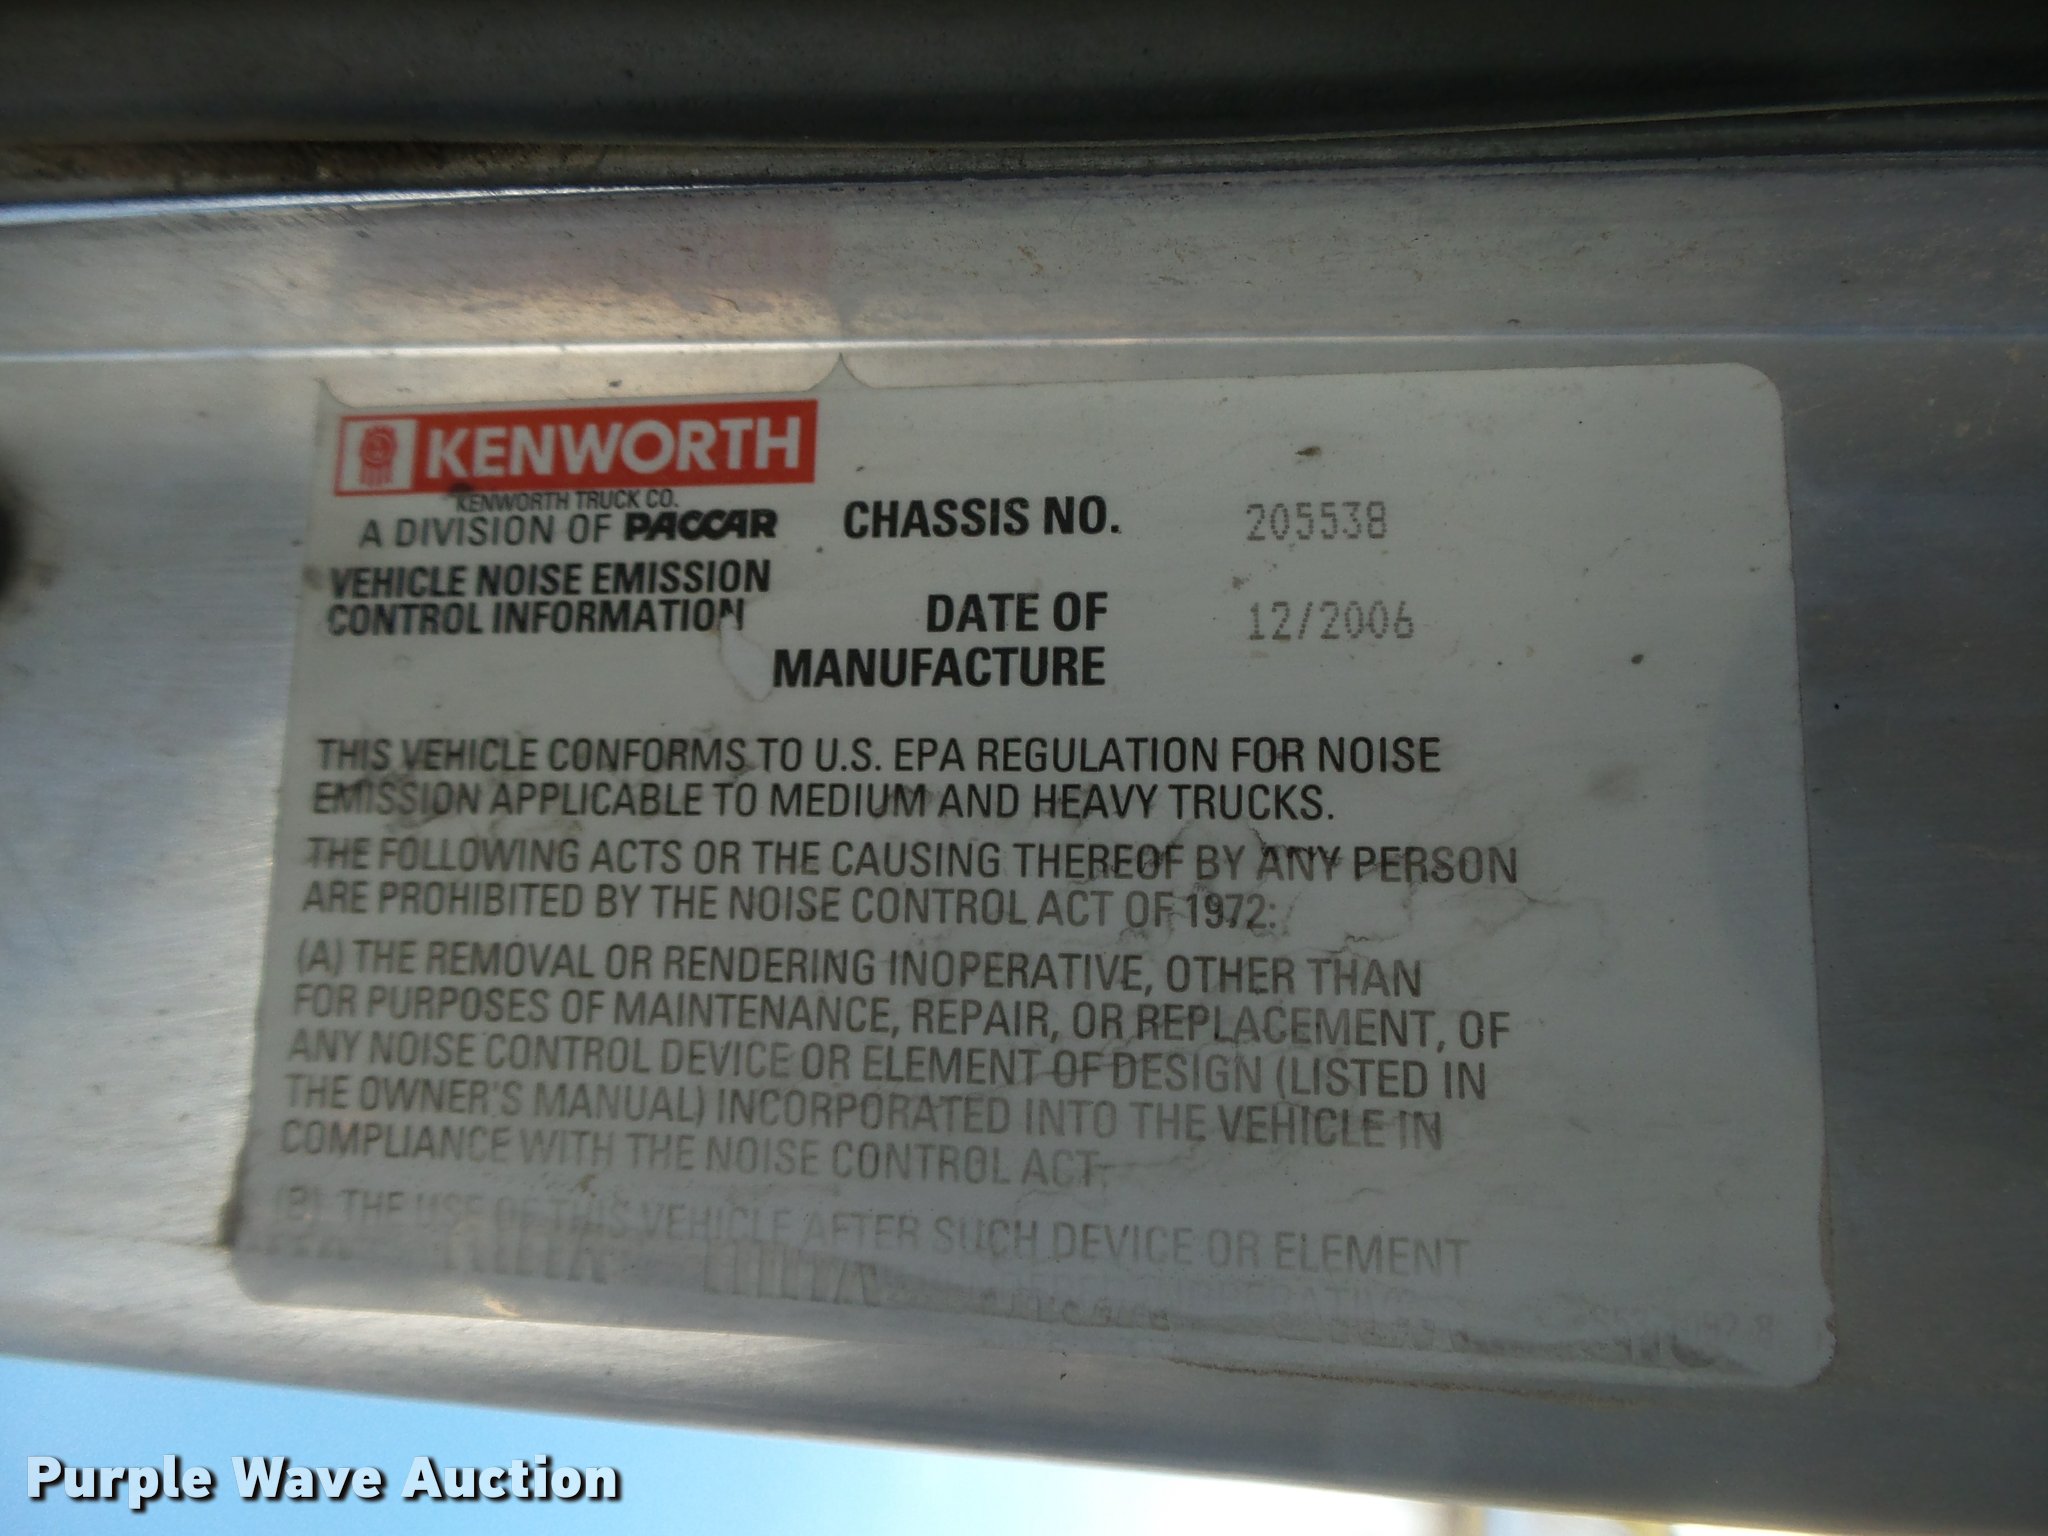 KENWORTH
KENWORTH TRUCK CO.
A DIVISION OF PACCAR
VEHICLE NOISE EMISSION
CONTROL INFORMATION
CHASSIS NO. 205538
DATE OF 12/2006
MANUFACTURE
THIS VEHICLE CONFORMS TO U.S. EPA REGULATION FOR NOISE
EMISSION APPLICABLE TO MEDIUM AND HEAVY TRUCKS.
THE FOLLOWING ACTS OR THE CAUSING THEREOF BY ANY PERSON
ARE PROHIBITED BY THE NOISE CONTROL ACT OF 1972:
(A) THE REMOVAL OR RENDERING INOPERATIVE, OTHER THAN
FOR PURPOSES OF MAINTENANCE, REPAIR, OR REPLACEMENT, OF
ANY NOISE CONTROL DEVICE OR ELEMENT OF DESIGN (LISTED IN
THE OWNER'S MANUAL) INCORPORATED INTO THE VEHICLE IN
COMPLIANCE WITH THE NOISE CONTROL ACT.
(B) THE USE OF THIS VEHICLE AFTER SUCH DEVICE OR ELEMENT
Purple Wave Auction